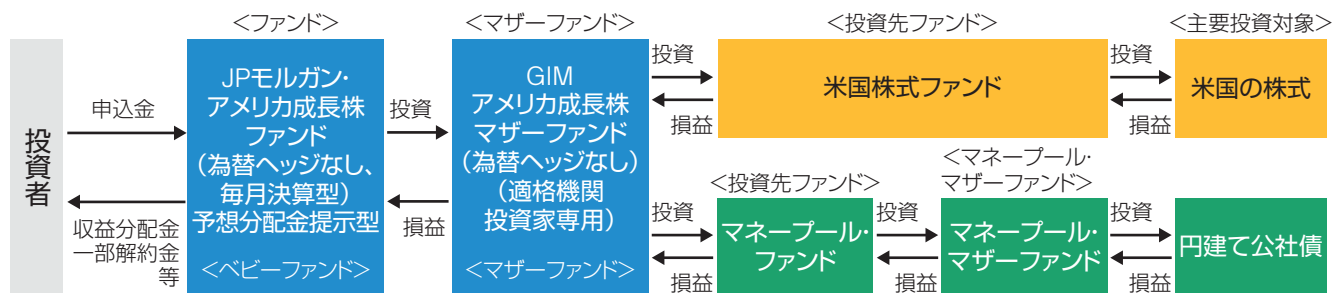 投資者
申込金
収益分配金
一部解約金
等
＜ファンド＞
JPモルガン・
アメリカ成長株
ファンド
（為替ヘッジなし、
毎月決算型）
予想分配金提示型
＜ベビーファンド＞
投資
損益
＜マザーファンド＞
GIM
アメリカ成長株
マザーファンド
（為替ヘッジなし）
（適格機関
投資家専用）
＜マザーファンド＞
投資
損益
＜投資先ファンド＞
米国株式ファンド
投資
損益
＜主要投資対象＞
米国の株式
投資
損益
＜投資先ファンド＞
マネープール・
ファンド
投資
損益
＜マネープール・
マザーファンド＞
マネープール・
マザーファンド
投資
損益
円建て公社債